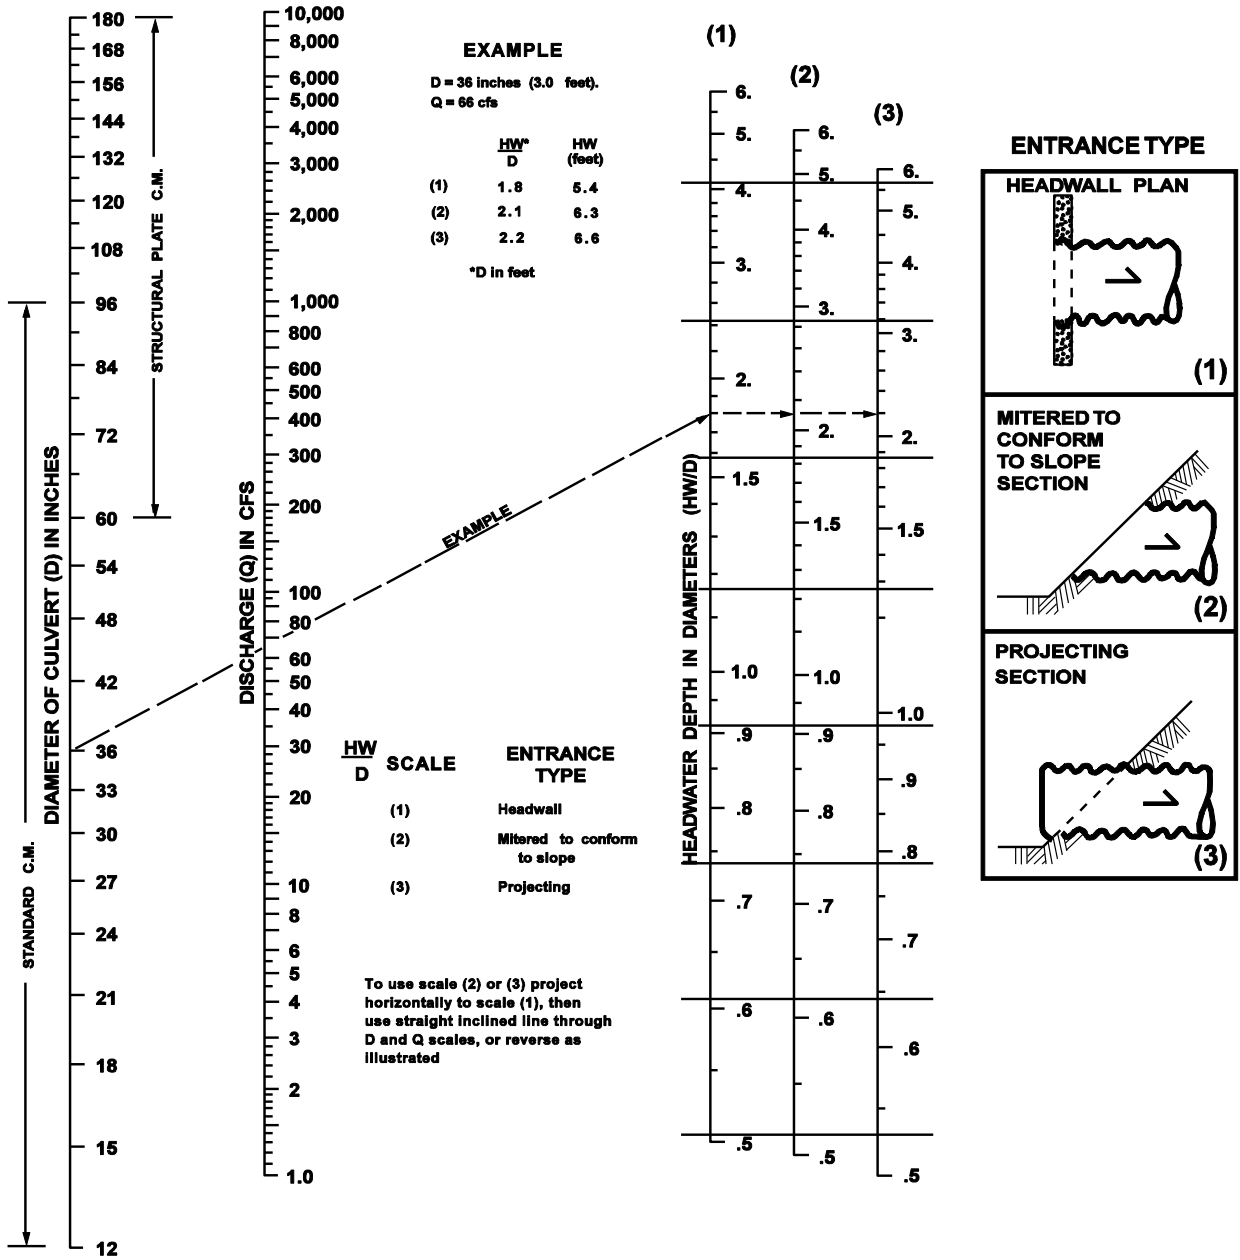 180
168
156
144
132
120
108
96
84
72
60
54
48
42
36
33
30
27
24
21
18
15
12
DIAMETER OF CULVERT (D) IN INCHES
STANDARD C.M.
STRUCTURAL PLATE C.M.
10,000
8,000
6,000
5,000
4,000
3,000
2,000
1,000
800
600
500
400
300
200
100
80
60
50
40
30
20
10
8
6
5
4
3
2
1.0
DISCHARGE (Q) IN CFS
EXAMPLE
D = 36 inches (3.0 feet).
Q = 66 cfs
HW* HW
D (feet)
(1) 1.8 5.4
(2) 2.1 6.3
(3) 2.2 6.6
*D in feet
EXAMPLE
HW
D
SCALE ENTRANCE
TYPE
(1) Headwall
(2) Mitered to conform
to slope
(3) Projecting
To use scale (2) or (3) project
horizontally to scale (1), then
use straight inclined line through
D and Q scales, or reverse as
illustrated
HEADWATER DEPTH IN DIAMETERS (HW/D)
(1)
6.
5.
4.
3.
2.
1.5
1.0
.9
.8
.7
.6
.5
(2)
6.
5.
4.
3.
2.
1.5
1.0
.9
.8
.7
.6
.5
(3)
6.
5.
4.
3.
2.
1.5
1.0
.9
.8
.7
.6
.5
ENTRANCE TYPE
HEADWALL PLAN
(1)
MITERED TO
CONFORM
TO SLOPE
SECTION
(2)
PROJECTING
SECTION
(3)